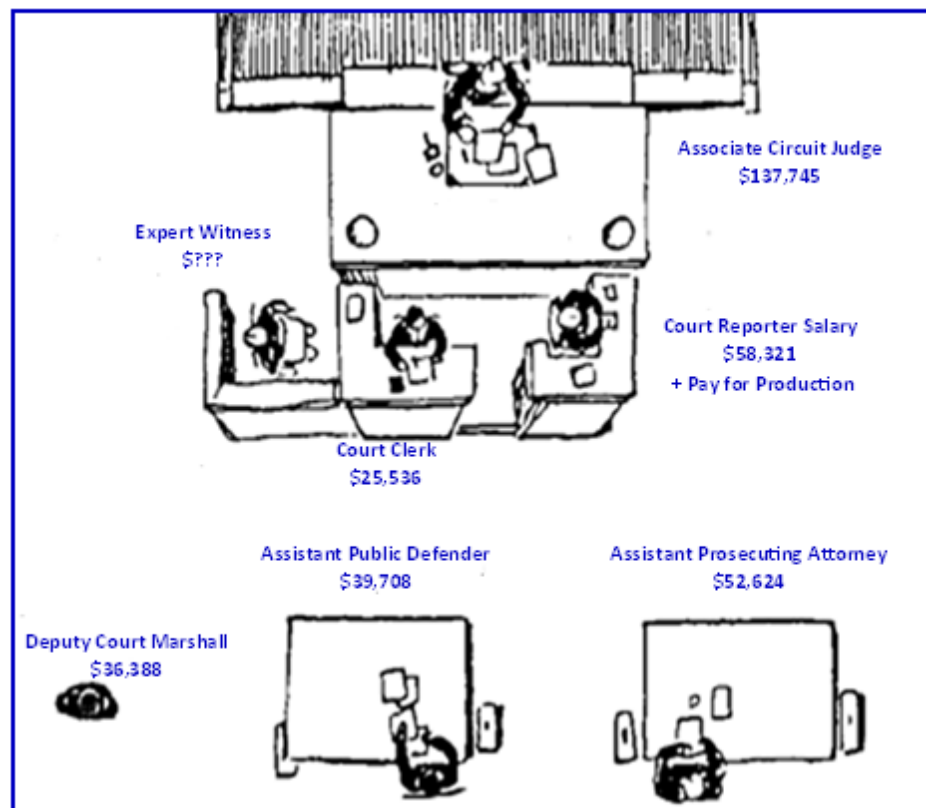 Associate Circuit Judge
$137,745
Expert Witness
$???
Court Reporter Salary
$58,321
+ Pay for Production
Court Clerk
$25,536
Assistant Public Defender
$39,708
Assistant Prosecuting Attorney
$52,624
Deputy Court Marshall
$36,388